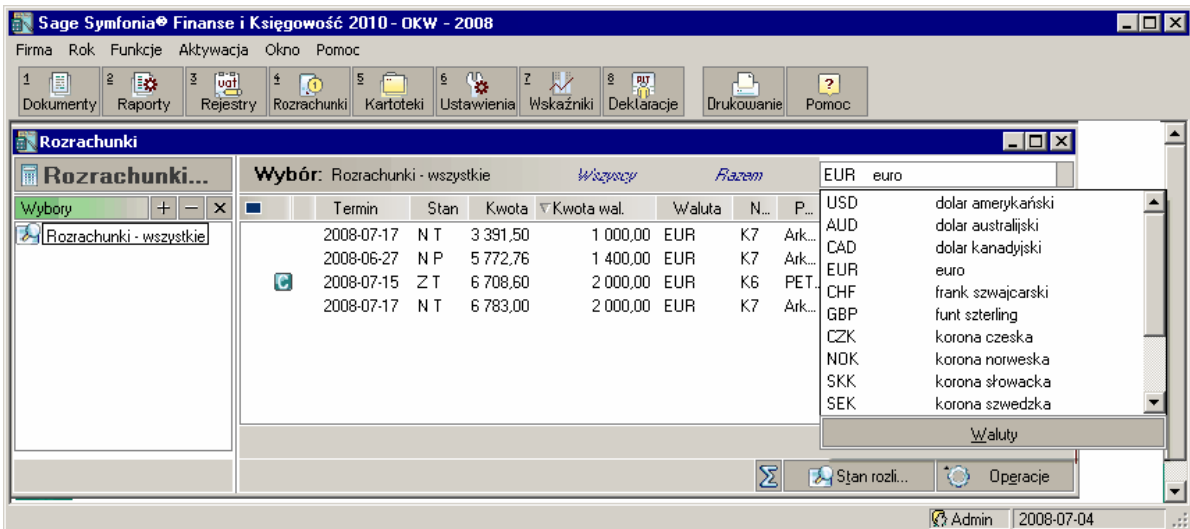 Sage Symfonia® Finanse i Księgowość 2010 - OKW - 2008
Firma Rok Funkcje Aktywacja Okno Pomoc
1 2 3 4 5 6 7 8
Dokumenty Raporty Rejestry Rozrachunki Kartoteki Ustawienia Wskaźniki Deklaracje Drukowanie Pomoc
Rozrachunki
Rozrachunki... Wybór: Rozrachunki - wszystkie Wszyscy Razem EUR euro
Wybory Termin Stan Kwota Kwota wal. Waluta N... P...
Rozrachunki - wszystkie
2008-07-17 N T 3 391,50 1 000,00 EUR K7 Ark...
2008-06-27 N P 5 772,76 1 400,00 EUR K7 Ark...
2008-07-15 Z T 6 708,60 2 000,00 EUR K6 PET...
2008-07-17 N T 6 783,00 2 000,00 EUR K7 Ark...
USD dolar amerykański
AUD dolar australijski
CAD dolar kanadyjski
EUR euro
CHF frank szwajcarski
GBP funt szterling
CZK korona czeska
NOK korona norweska
SKK korona słowacka
SEK korona szwedzka
Waluty
Σ Stan rozli... Operacje
Admin 2008-07-04